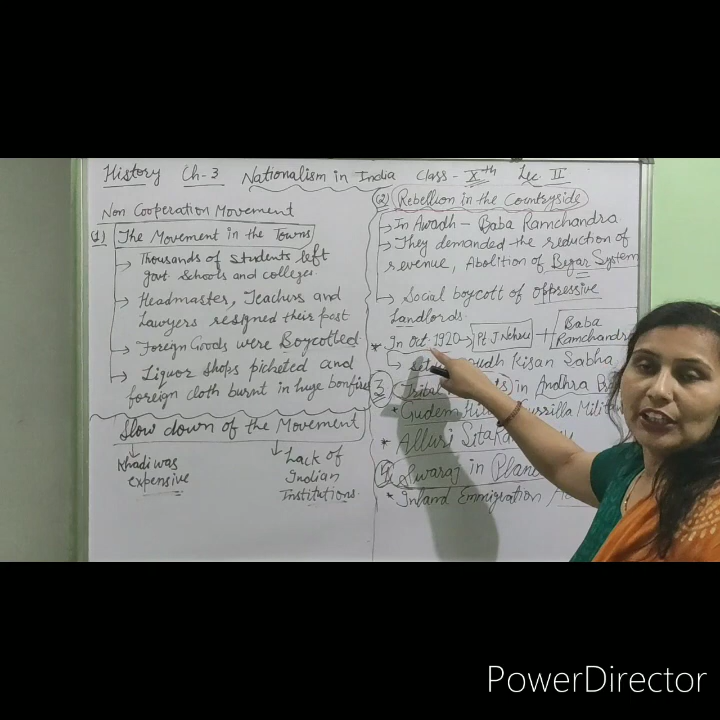 History Ch-3 Nationalism in India Class - Xth Lec II
Non Cooperation Movement
(1) The Movement in the Towns
→ Thousands of students left
govt. schools and colleges.
→ Headmaster, Teachers and
Lawyers resigned their post
→ Foreign Goods were Boycotted
→ Liquor shops picheted and
foreign cloth burnt in huge bonfire
Slow down of the Movement
Khadi was
expensive
Lack of
Indian
Institutions
(2) Rebellion in the Countryside
→ In Awadh - Baba Ramchandra
→ They demanded the reduction of
revenue, Abolition of Begar System
→ Social boycott of oppressive
Landlords.
* In Oct. 1920 → Pt J Nehru + Baba
Ramchandra
Kisan Sabha
3 Tribal in Andhra
* Gudem
* Alluri
(4) Swaraj in
* Inland Emmigration
PowerDirector